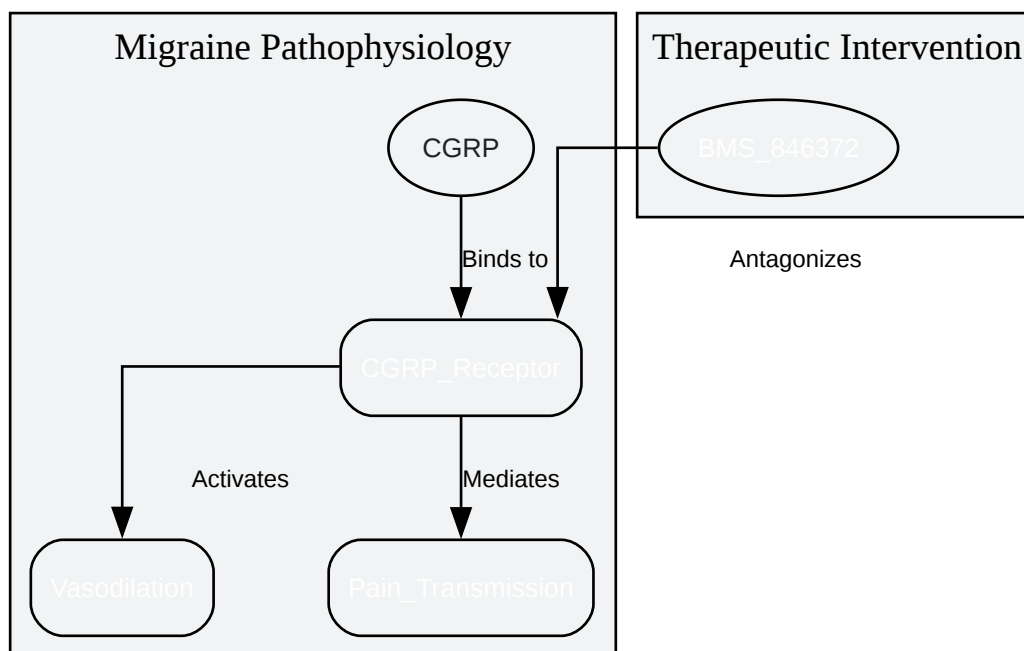 Migraine Pathophysiology
Therapeutic Intervention
CGRP
BMS_846372
Binds to
Antagonizes
CGRP_Receptor
Activates
Mediates
Vasodilation
Pain_Transmission